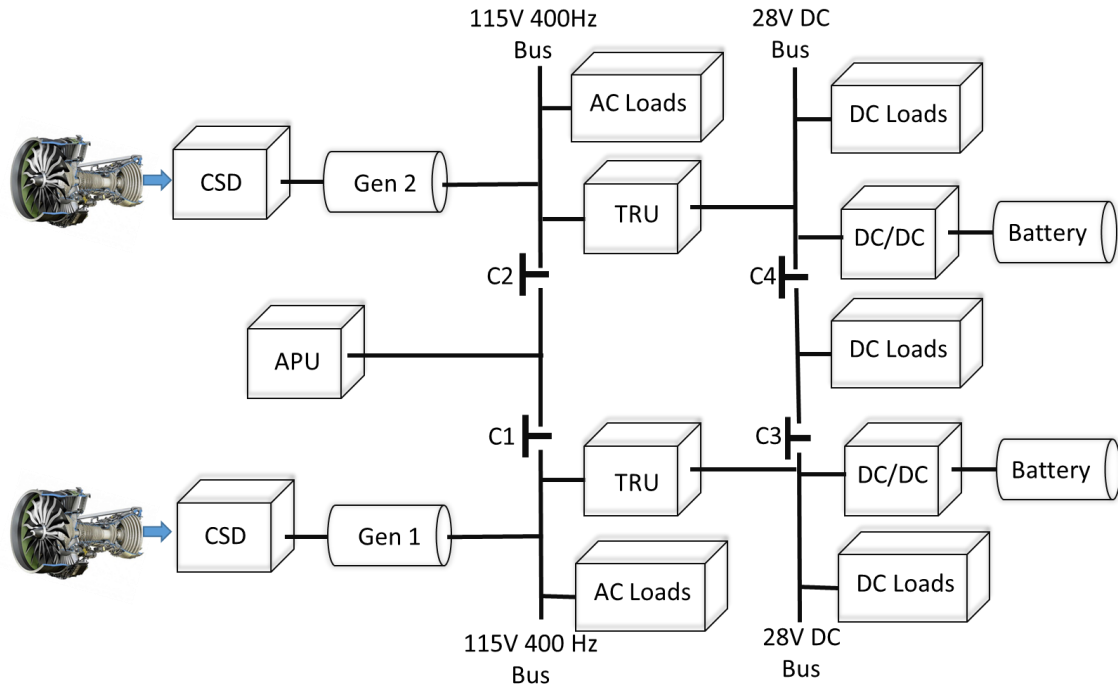 115V 400Hz
Bus
28V DC
Bus
AC Loads
DC Loads
CSD
Gen 2
TRU
DC/DC
Battery
C2
C4
APU
DC Loads
C1
C3
TRU
DC/DC
Battery
CSD
Gen 1
AC Loads
DC Loads
115V 400 Hz
Bus
28V DC
Bus